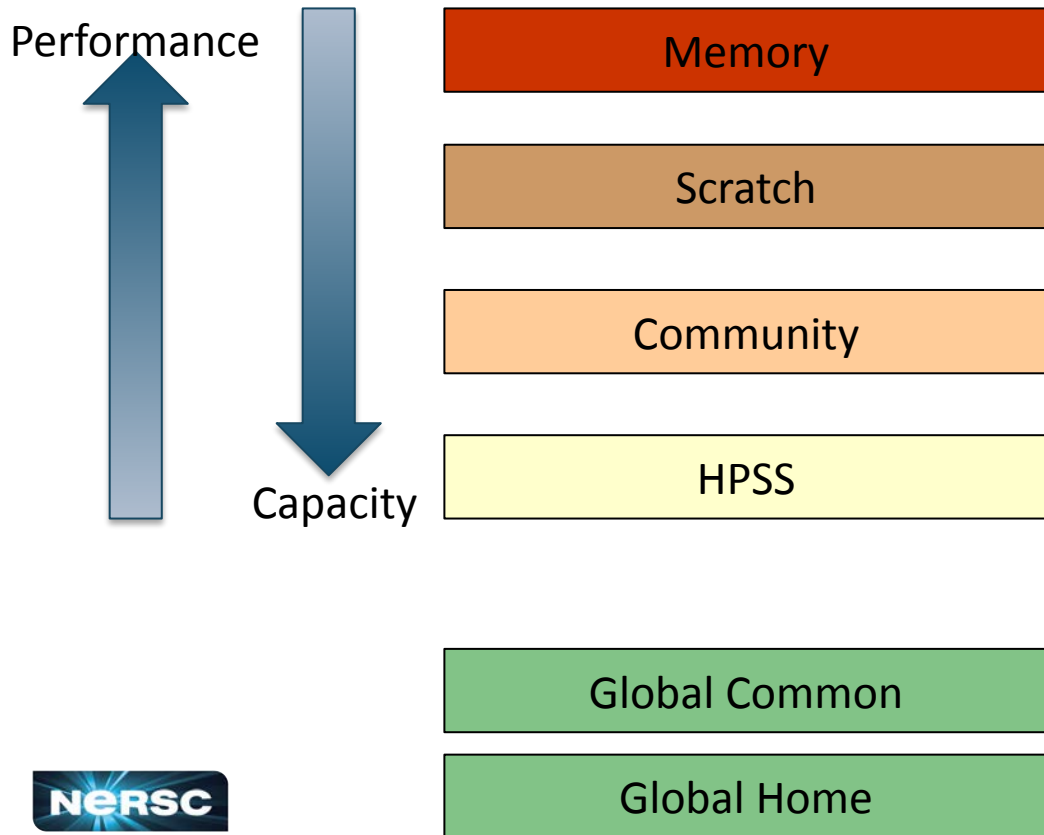 Performance
Memory
Scratch
Community
HPSS
Capacity
Global Common
Global Home
NERSC